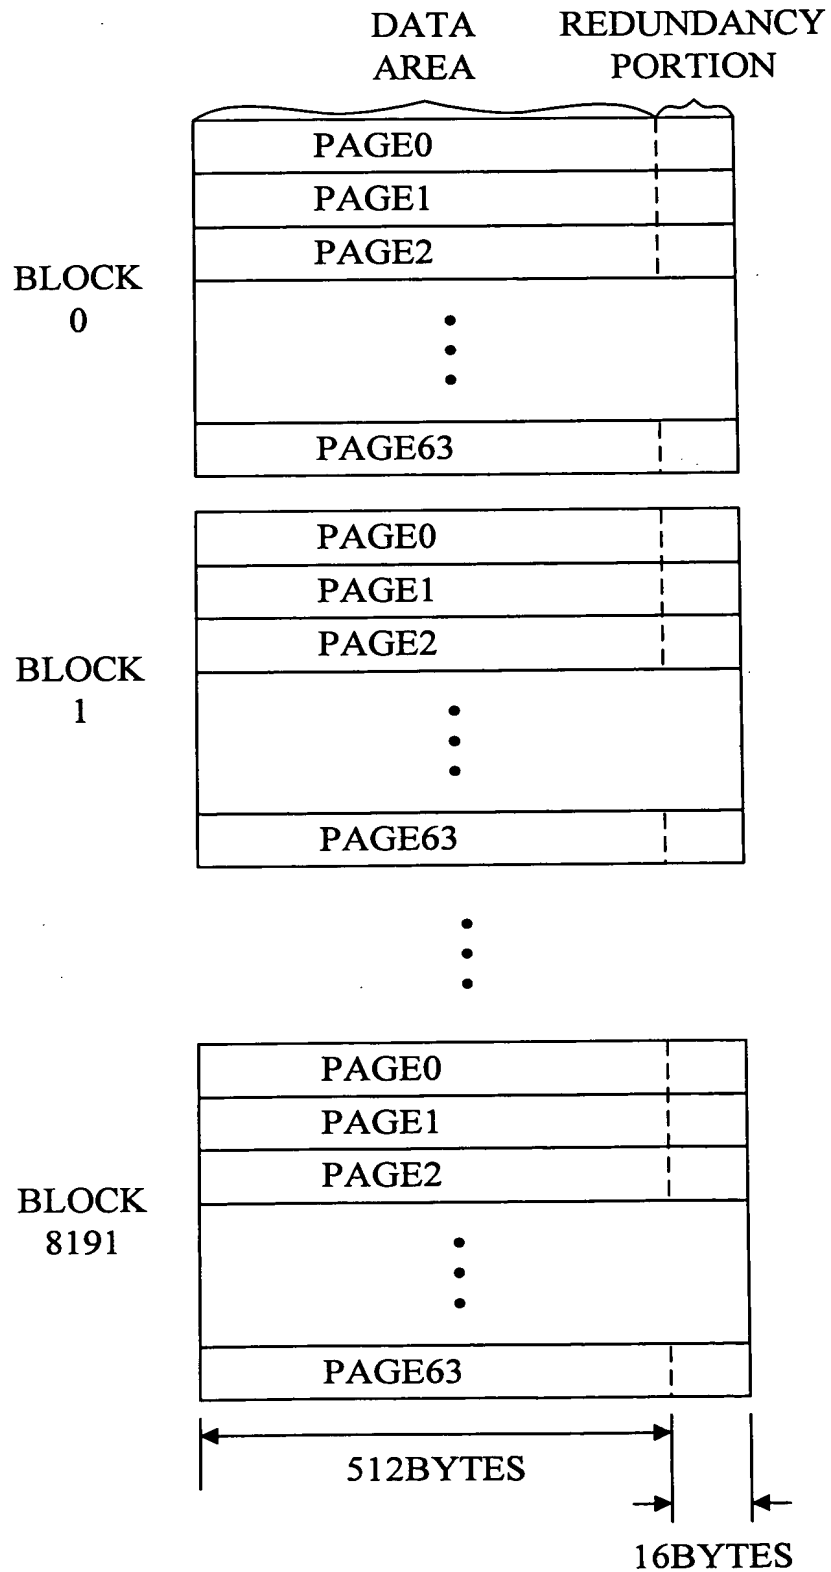 DATA
AREA
REDUNDANCY
PORTION
BLOCK
0
PAGE0
PAGE1
PAGE2
PAGE63
BLOCK
1
PAGE0
PAGE1
PAGE2
PAGE63
BLOCK
8191
PAGE0
PAGE1
PAGE2
PAGE63
512BYTES
16BYTES